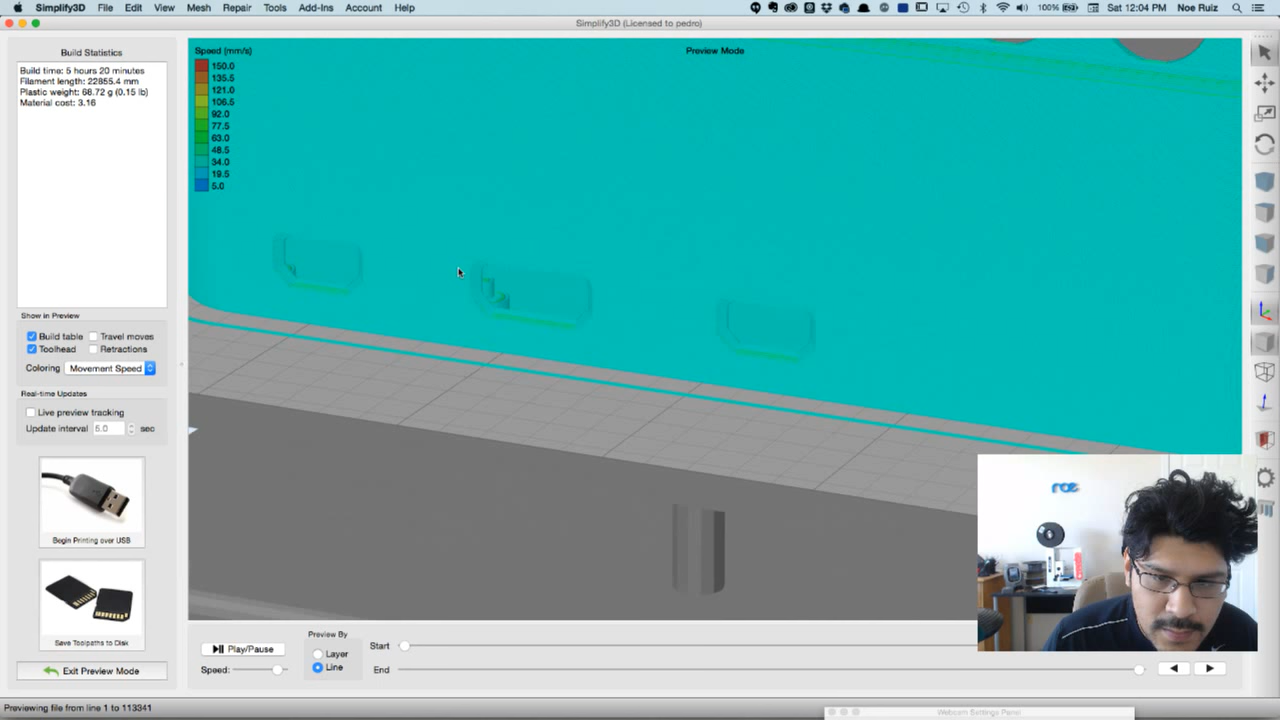 Simplify3D File Edit View Mesh Repair Tools Add-Ins Account Help 100% Sat 12:04 PM Noe Ruiz
Simplify3D (Licensed to pedro)
Build Statistics
Build time: 5 hours 20 minutes
Filament length: 22855.4 mm
Plastic weight: 68.72 g (0.15 lb)
Material cost: 3.16
Show in Preview
Build table Travel moves
Toolhead Retractions
Coloring Movement Speed
Real-time Updates
Live preview tracking
Update interval 5.0 sec
Begin Printing over USB
Save Toolpaths to Disk
Exit Preview Mode
Previewing file from line 1 to 113341
Speed (mm/s)
150.0
135.5
121.0
106.5
92.0
77.5
63.0
48.5
34.0
19.5
5.0
Preview Mode
noe
Play/Pause
Speed:
Preview By
Layer
Line
Start
End
Webcam Settings Panel